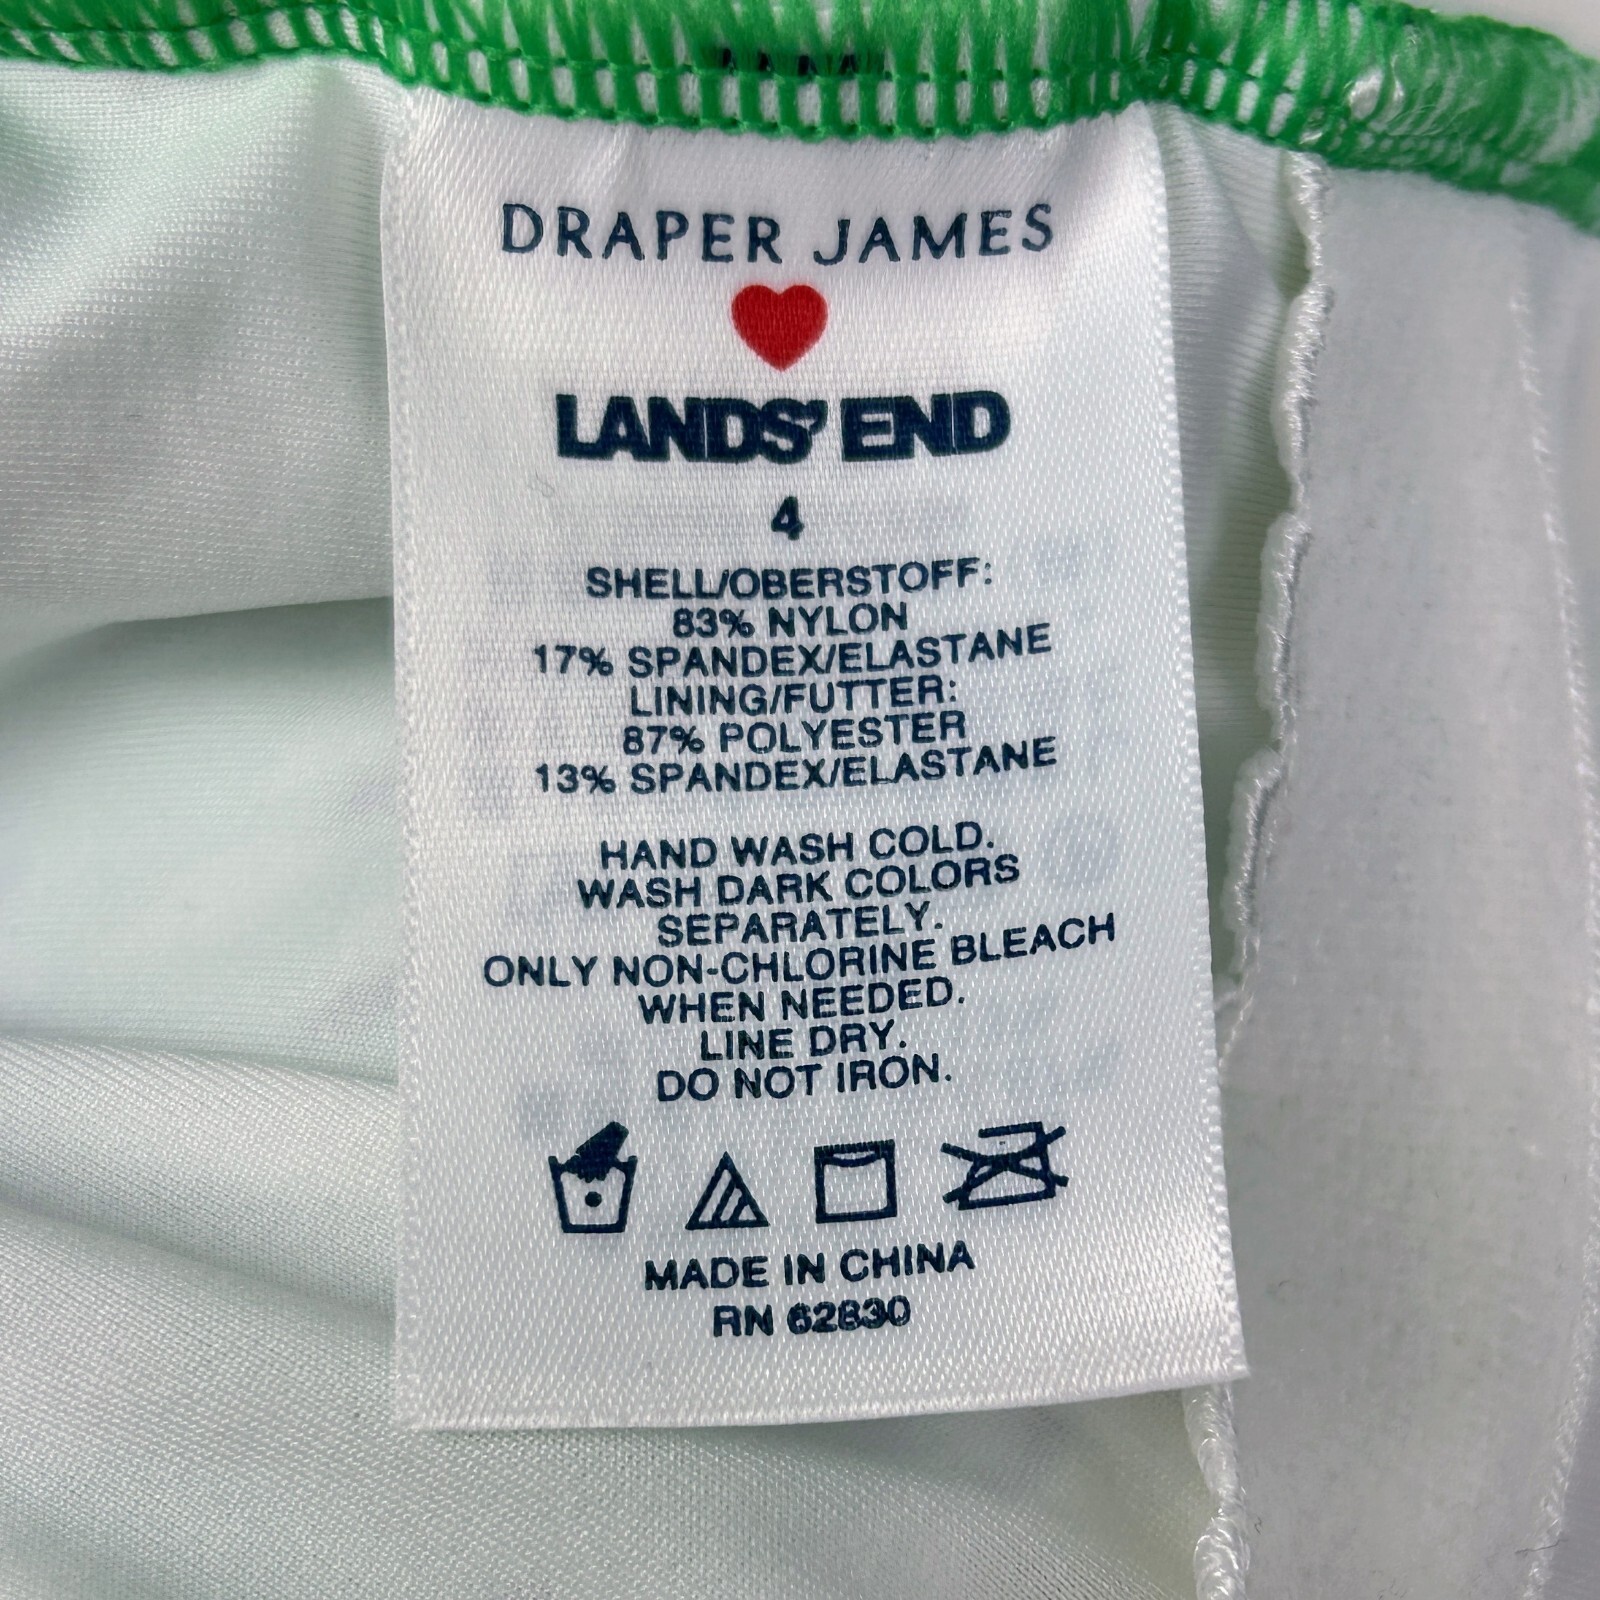 DRAPER JAMES
LANDS' END
4
SHELL/OBERSTOFF:
83% NYLON
17% SPANDEX/ELASTANE
LINING/FUTTER:
87% POLYESTER
13% SPANDEX/ELASTANE
HAND WASH COLD.
WASH DARK COLORS
SEPARATELY.
ONLY NON-CHLORINE BLEACH
WHEN NEEDED.
LINE DRY.
DO NOT IRON.
MADE IN CHINA
RN 62830